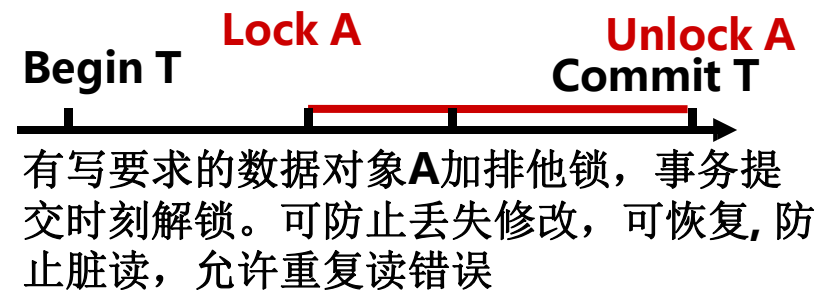 Lock A
Unlock A
Begin T
Commit T
有写要求的数据对象A加排他锁，事务提
交时刻解锁。可防止丢失修改，可恢复, 防
止脏读，允许重复读错误